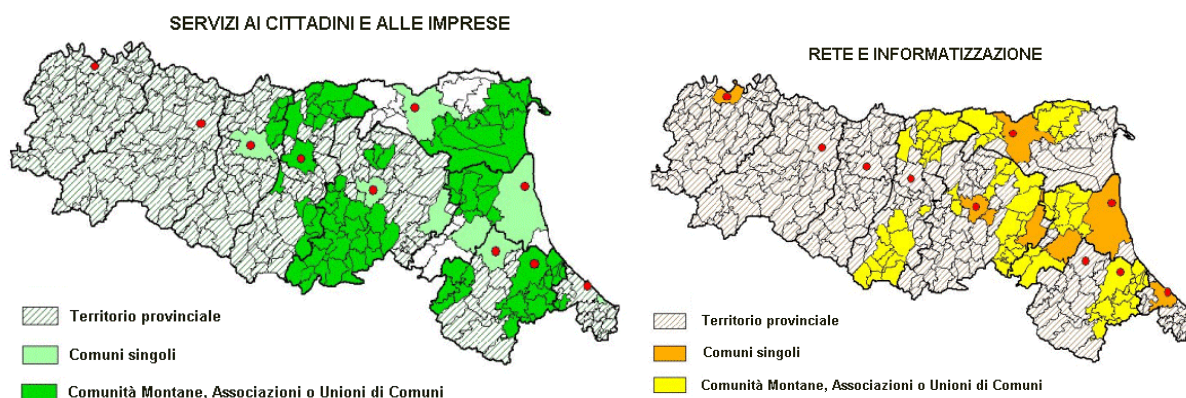 SERVIZI AI CITTADINI E ALLE IMPRESE
Territorio provinciale
Comuni singoli
Comunità Montane, Associazioni o Unioni di Comuni
RETE E INFORMATIZZAZIONE
Territorio provinciale
Comuni singoli
Comunità Montane, Associazioni o Unioni di Comuni